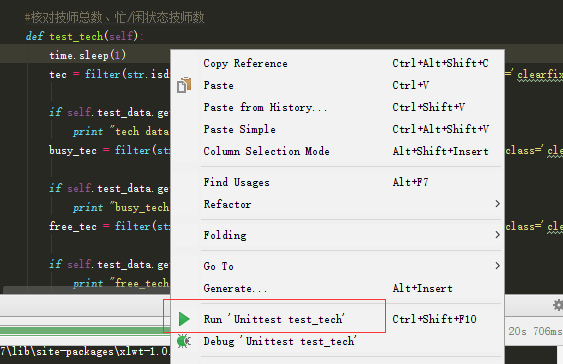 #核对技师总数、忙/闲状态技师数
def test_tech(self):
time.sleep(1)
tec = filter(str.isd ='clearfix
if self.test_data.ge
print "tech data
busy_tec = filter(st class='cle
if self.test_data.ge
print "busy_tech
free_tec = filter(st class='cle
if self.test_data.ge
print "free_tech
Copy Reference Ctrl+Alt+Shift+C
Paste Ctrl+V
Paste from History... Ctrl+Shift+V
Paste Simple Ctrl+Alt+Shift+V
Column Selection Mode Alt+Shift+Insert
Find Usages Alt+F7
Refactor
Folding
Go To
Generate... Alt+Insert
Run 'Unittest test_tech' Ctrl+Shift+F10
Debug 'Unittest test_tech'
20s 706ms
7\lib\site-packages\xlwt-1.0.